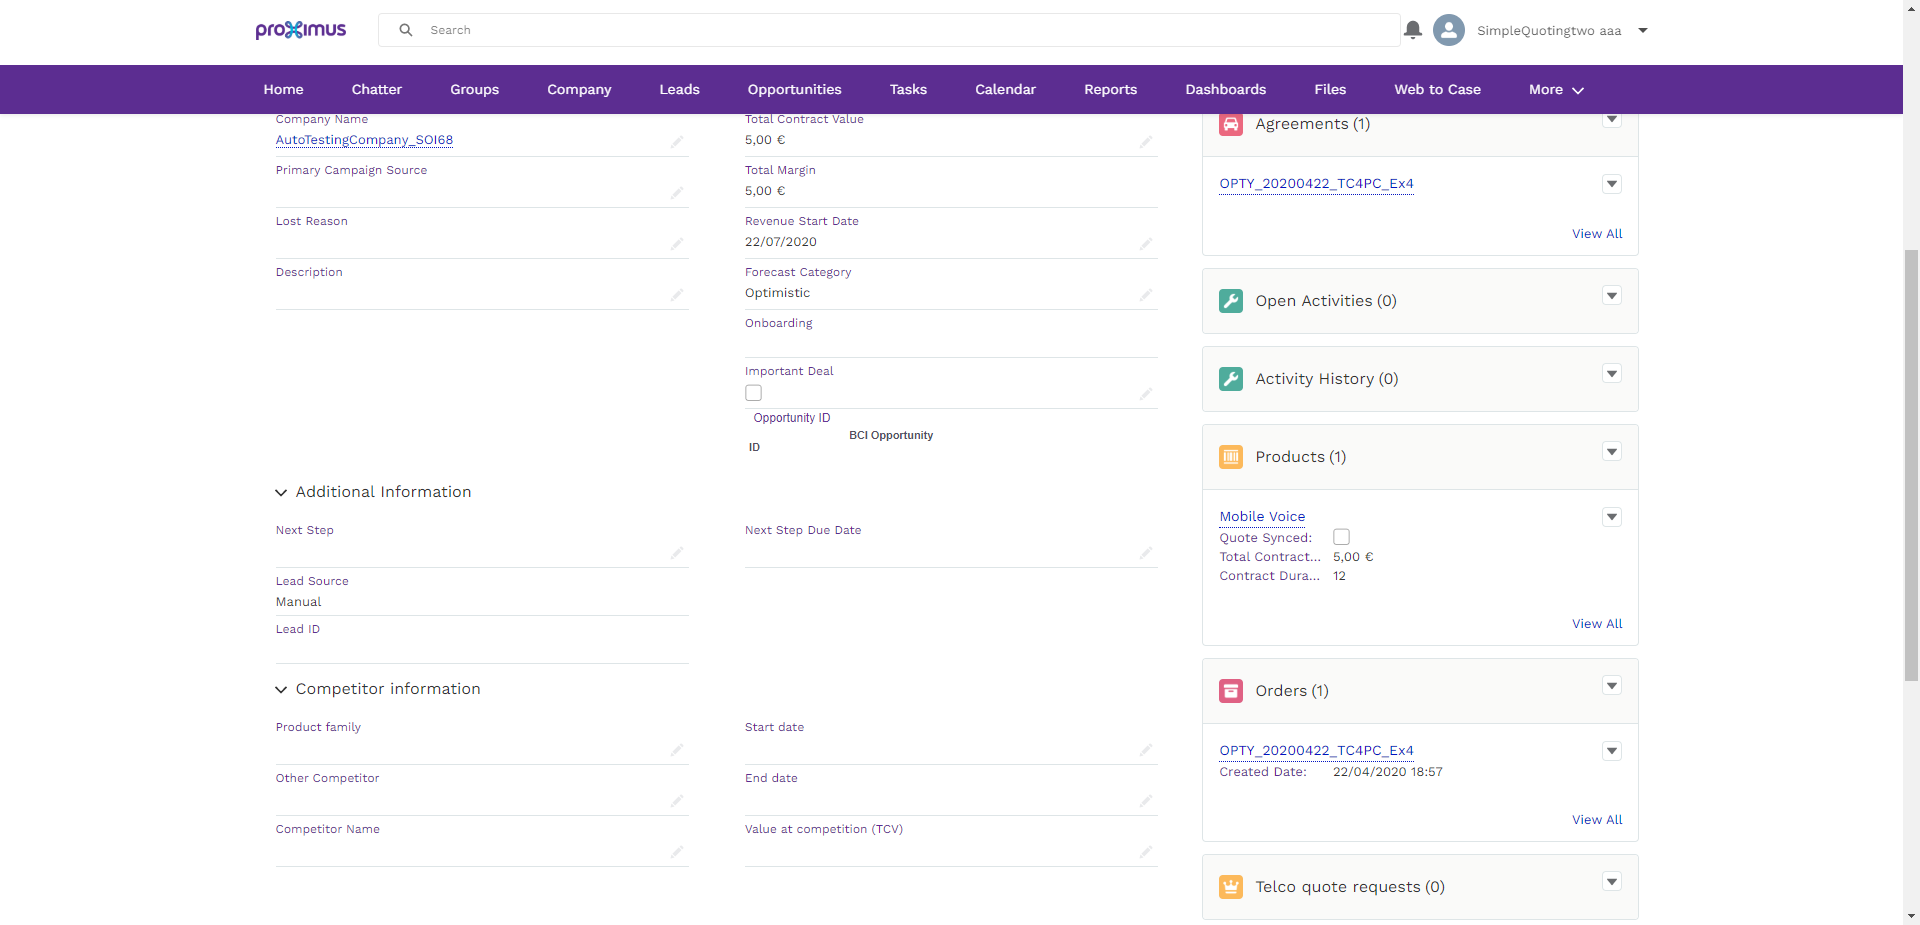 proximus
Search
SimpleQuotingtwo aaa
Home Chatter Groups Company Leads Opportunities Tasks Calendar Reports Dashboards Files Web to Case More
Company Name
AutoTestingCompany_SOI68
Primary Campaign Source
Lost Reason
Description
Total Contract Value
5,00 €
Total Margin
5,00 €
Revenue Start Date
22/07/2020
Forecast Category
Optimistic
Onboarding
Important Deal
Opportunity ID
BCI Opportunity
ID
Additional Information
Next Step
Next Step Due Date
Lead Source
Manual
Lead ID
Competitor information
Product family
Start date
Other Competitor
End date
Competitor Name
Value at competition (TCV)
Agreements (1)
OPTY_20200422_TC4PC_Ex4
View All
Open Activities (0)
Activity History (0)
Products (1)
Mobile Voice
Quote Synced:
Total Contract... 5,00 €
Contract Dura... 12
View All
Orders (1)
OPTY_20200422_TC4PC_Ex4
Created Date: 22/04/2020 18:57
View All
Telco quote requests (0)